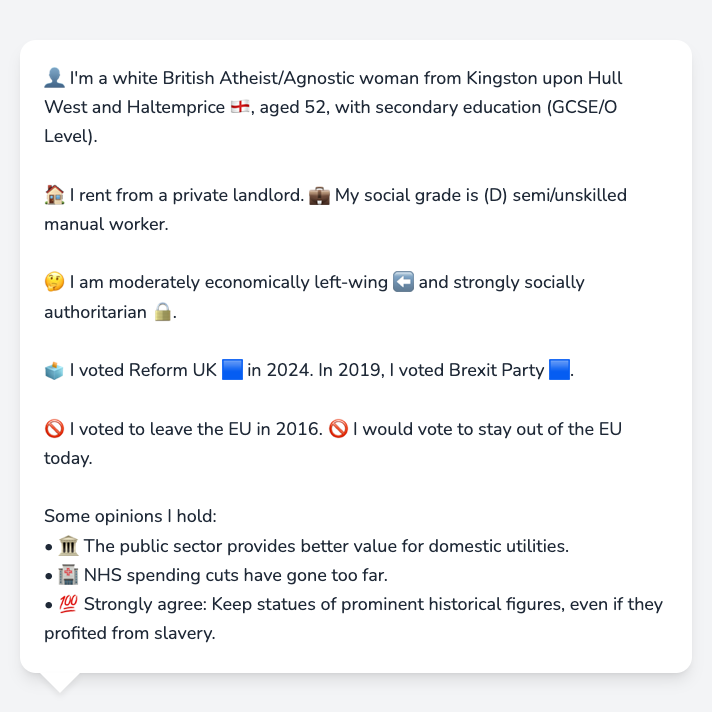 👤 I'm a white British Atheist/Agnostic woman from Kingston upon Hull
West and Haltemprice 🏴󠁧󠁢󠁥󠁮󠁧󠁿, aged 52, with secondary education (GCSE/O
Level).
🏠 I rent from a private landlord. 💼 My social grade is (D) semi/unskilled
manual worker.
🤔 I am moderately economically left-wing ⬅️ and strongly socially
authoritarian 🔒.
🗳️ I voted Reform UK 🟦 in 2024. In 2019, I voted Brexit Party 🟦.
🚫 I voted to leave the EU in 2016. 🚫 I would vote to stay out of the EU
today.
Some opinions I hold:
• 🏛️ The public sector provides better value for domestic utilities.
• 🏥 NHS spending cuts have gone too far.
• 💯 Strongly agree: Keep statues of prominent historical figures, even if they
profited from slavery.